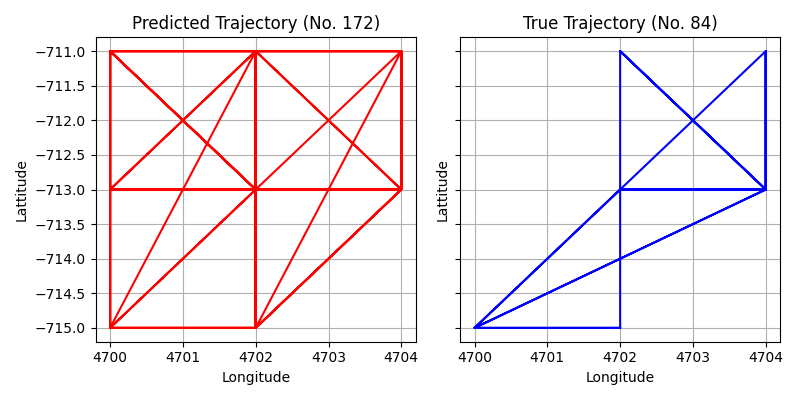 Predicted Trajectory (No. 172)
True Trajectory (No. 84)
−711.0
−711.5
−712.0
−712.5
−713.0
−713.5
−714.0
−714.5
−715.0
Lattitude
Lattitude
4700 4701 4702 4703 4704
4700 4701 4702 4703 4704
Longitude
Longitude